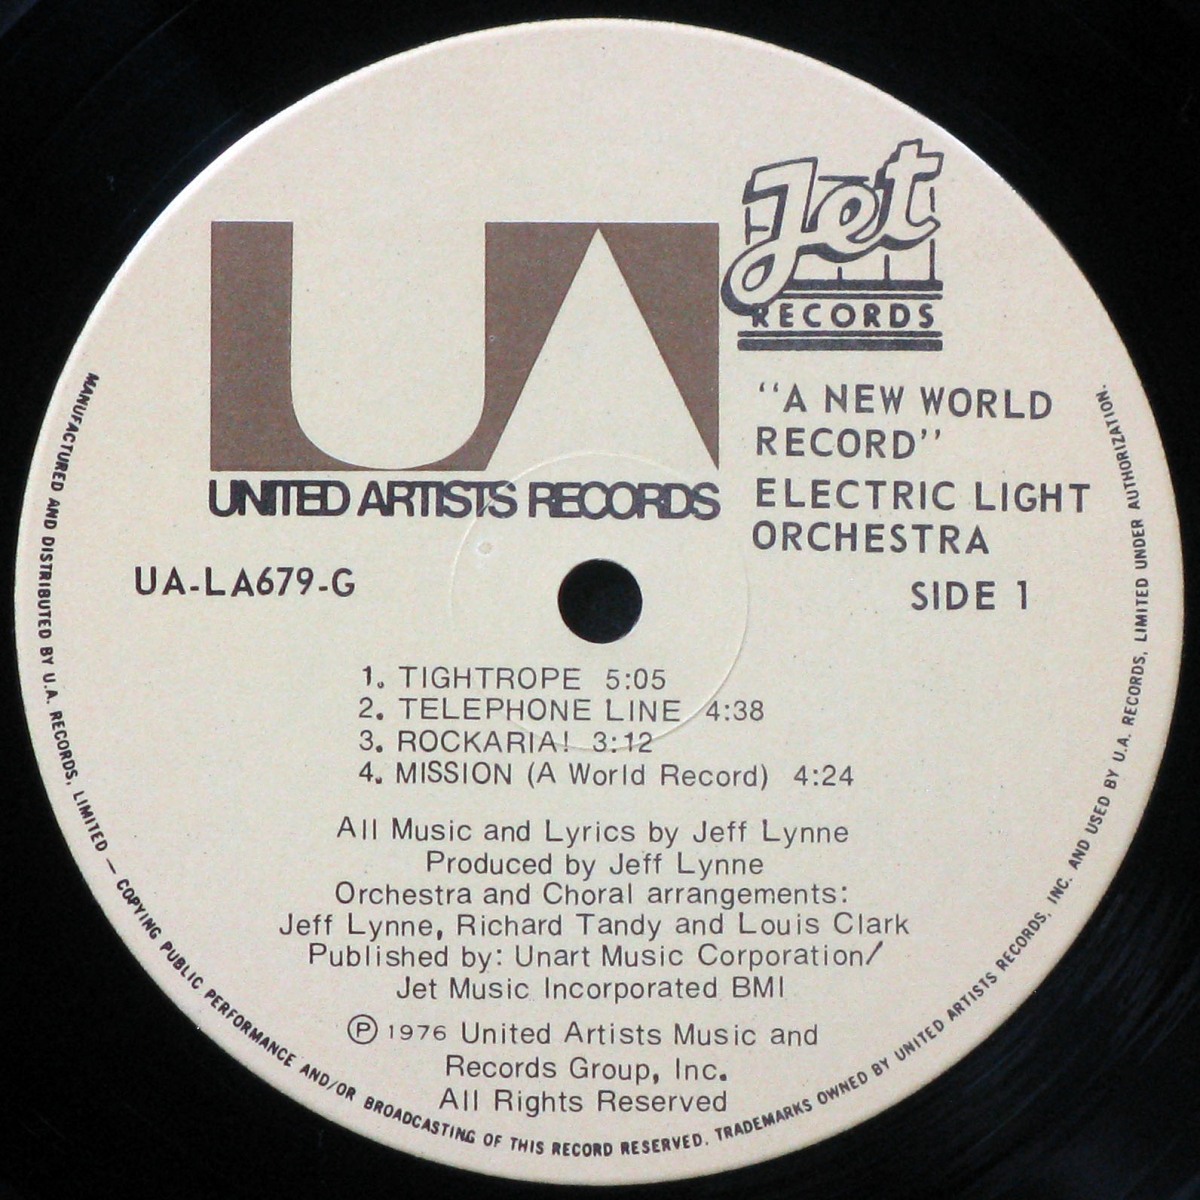 UA
Jet
RECORDS
UNITED ARTISTS RECORDS
"A NEW WORLD
RECORD"
ELECTRIC LIGHT
ORCHESTRA
UA-LA679-G
SIDE 1
1. TIGHTROPE 5:05
2. TELEPHONE LINE 4:38
3. ROCKARIA! 3:12
4. MISSION (A World Record) 4:24
All Music and Lyrics by Jeff Lynne
Produced by Jeff Lynne
Orchestra and Choral arrangements:
Jeff Lynne, Richard Tandy and Louis Clark
Published by: Unart Music Corporation/
Jet Music Incorporated BMI
Ⓟ 1976 United Artists Music and
Records Group, Inc.
All Rights Reserved
MANUFACTURED AND DISTRIBUTED BY U.A. RECORDS, LIMITED — COPYING PUBLIC PERFORMANCE AND/OR BROADCASTING OF THIS RECORD RESERVED. TRADEMARKS OWNED BY UNITED ARTISTS RECORDS, INC. AND USED BY U.A. RECORDS, LIMITED UNDER AUTHORIZATION.